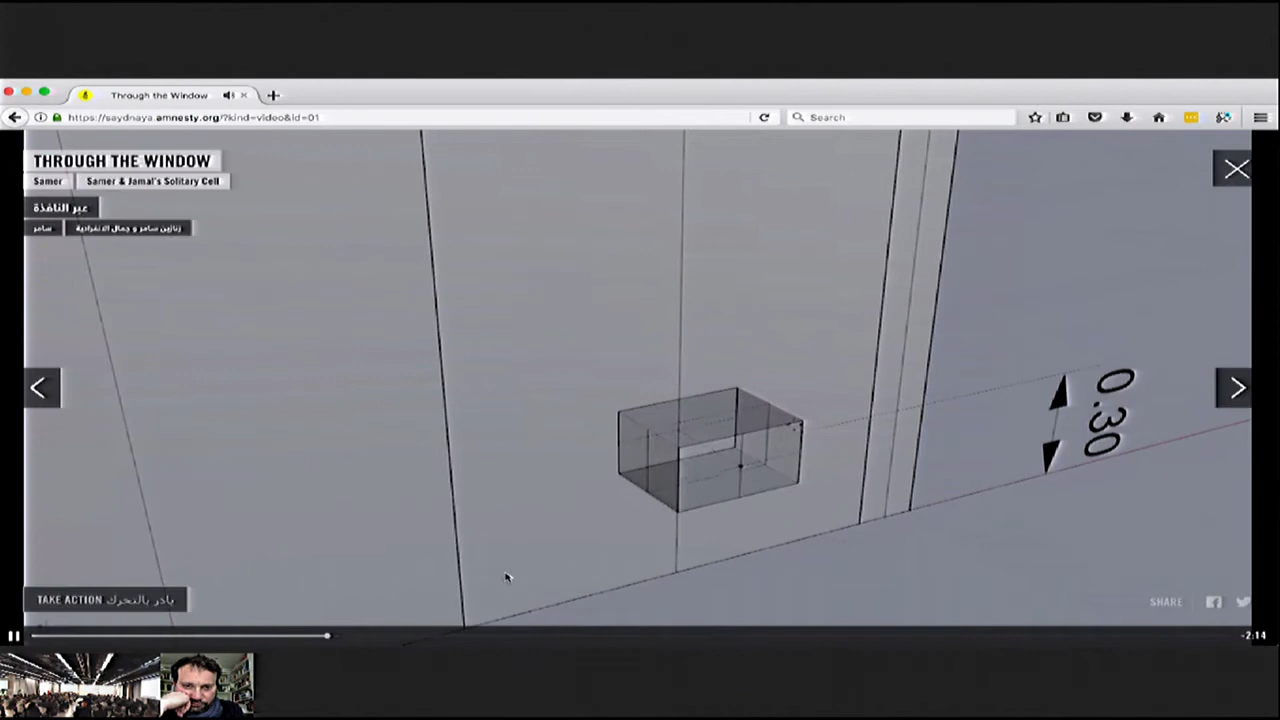 Through the Window
https://saydnaya.amnesty.org/?kind=video&id=01
Search
THROUGH THE WINDOW
Samer
Samer & Jamal's Solitary Cell
عبر النافذة
سامر
زنازين سامر و جمال الانفرادية
0.30
TAKE ACTION بادر بالتحرك
SHARE
-2:14